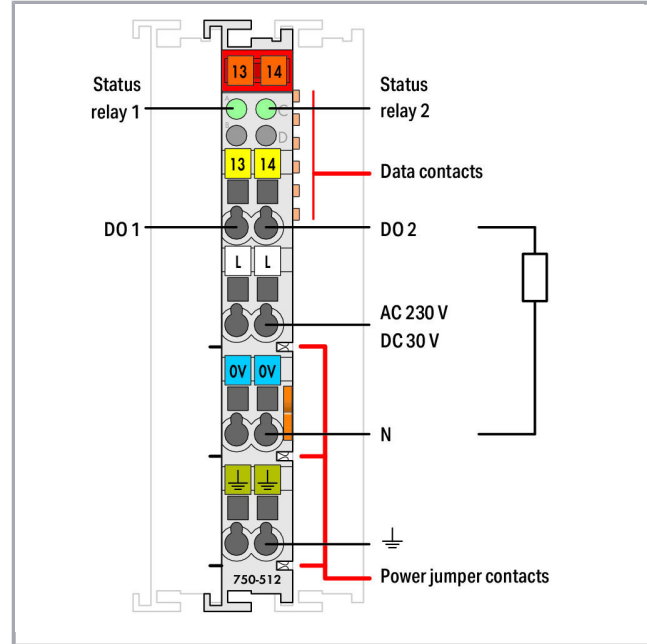 13 14
Status
relay 1
Status
relay 2
A C
B D
13 14
Data contacts
DO 1
DO 2
L L
AC 230 V
DC 30 V
0V 0V
N
750-512
Power jumper contacts